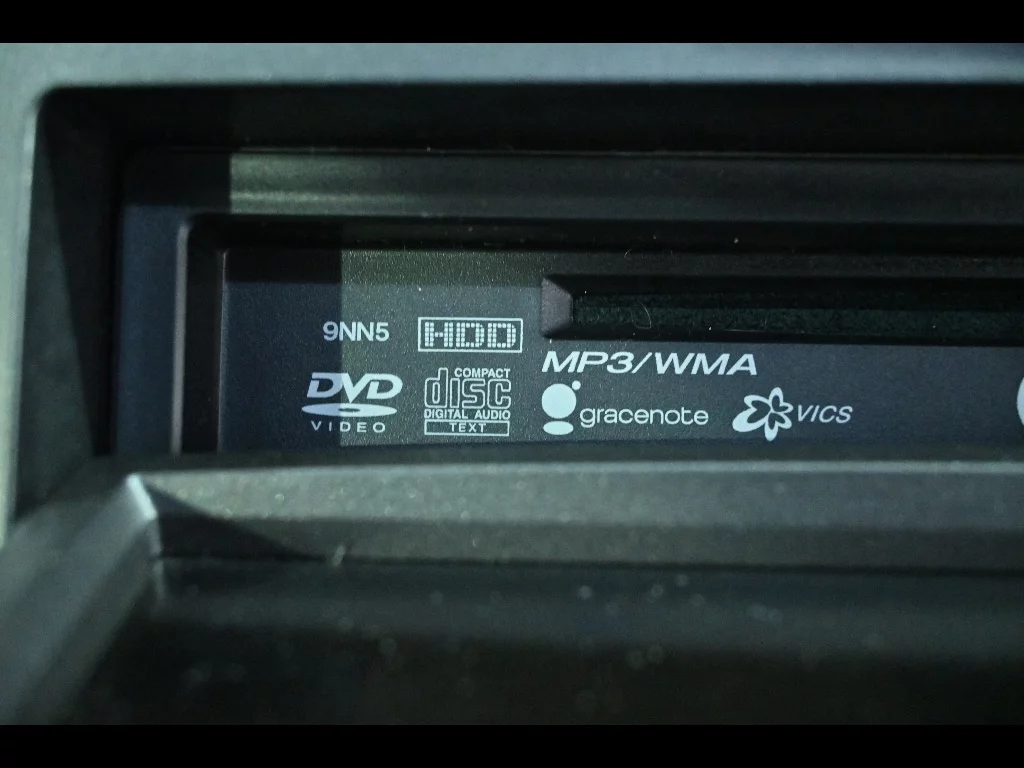 9NN5
HDD
MP3/WMA
DVD
VIDEO
COMPACT
disc
DIGITAL AUDIO
TEXT
gracenote
VICS